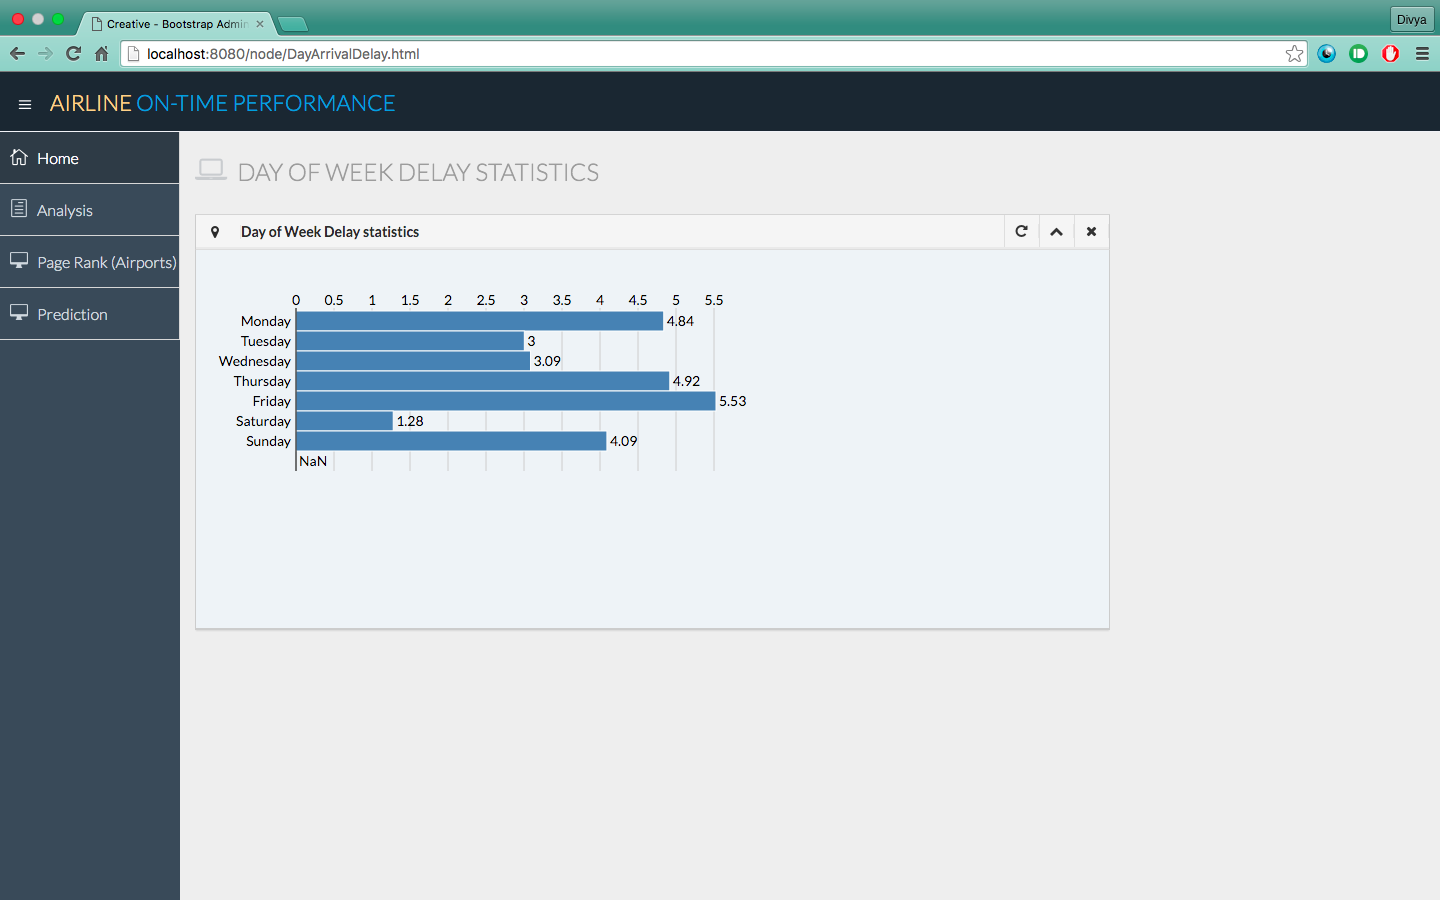 Creative - Bootstrap Admin
Divya
localhost:8080/node/DayArrivalDelay.html
AIRLINE ON-TIME PERFORMANCE
Home
Analysis
Page Rank (Airports)
Prediction
DAY OF WEEK DELAY STATISTICS
Day of Week Delay statistics
0 0.5 1 1.5 2 2.5 3 3.5 4 4.5 5 5.5
Monday 4.84
Tuesday 3
Wednesday 3.09
Thursday 4.92
Friday 5.53
Saturday 1.28
Sunday 4.09
NaN